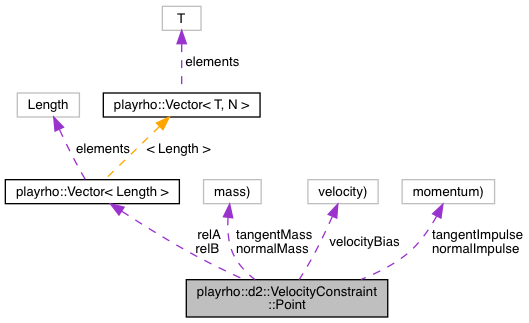 T
elements
Length
playrho::Vector< T, N >
elements
< Length >
playrho::Vector< Length >
mass)
velocity)
momentum)
relA
relB
tangentMass
normalMass
velocityBias
tangentImpulse
normalImpulse
playrho::d2::VelocityConstraint
::Point